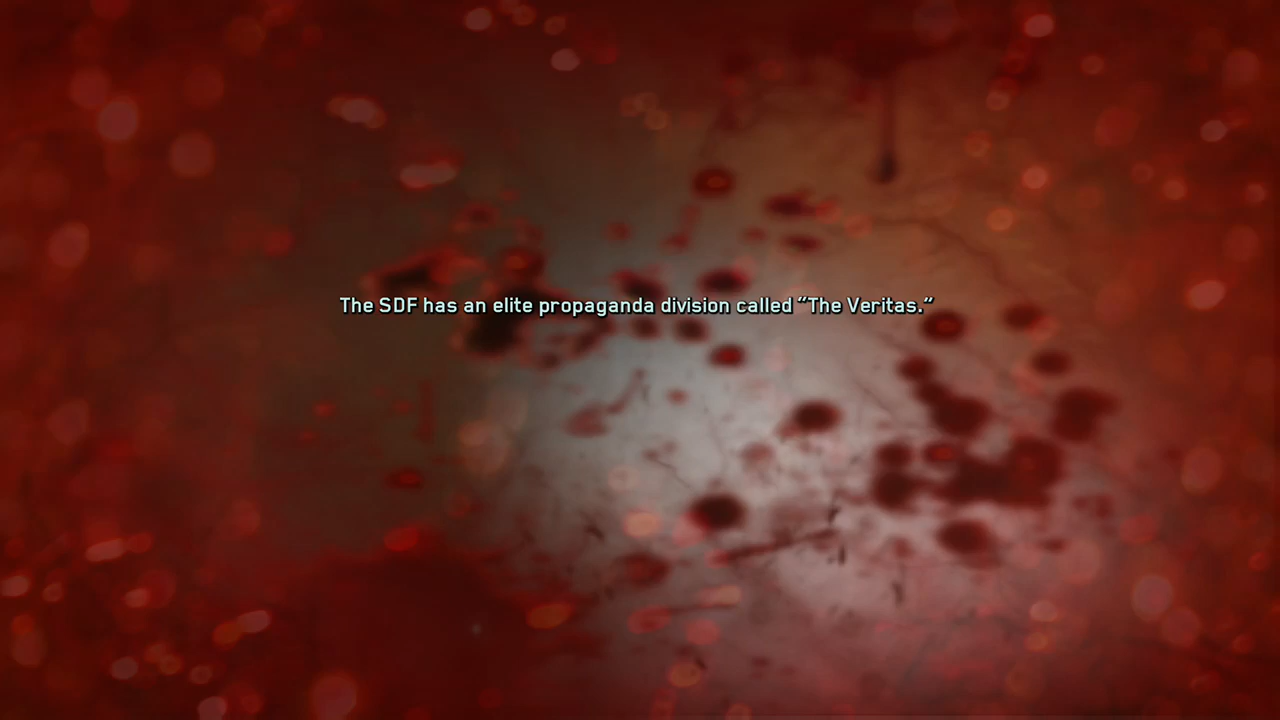 The SDF has an elite propaganda division called “The Veritas.“